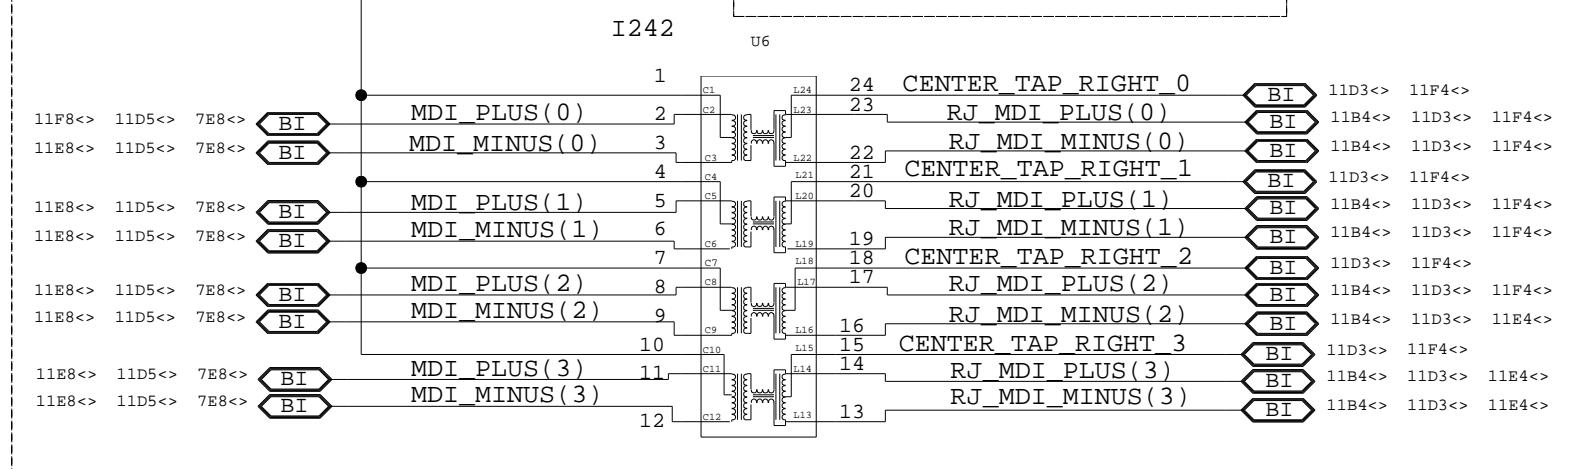 I242
U6
1 C1 L24 24 CENTER_TAP_RIGHT_0 BI 11D3<> 11F4<>
11F8<> 11D5<> 7E8<> BI MDI_PLUS(0) 2 C2 L23 23 RJ_MDI_PLUS(0) BI 11B4<> 11D3<> 11F4<>
11E8<> 11D5<> 7E8<> BI MDI_MINUS(0) 3 C3 L22 22 RJ_MDI_MINUS(0) BI 11B4<> 11D3<> 11F4<>
4 C4 L21 21 CENTER_TAP_RIGHT_1 BI 11D3<> 11F4<>
11E8<> 11D5<> 7E8<> BI MDI_PLUS(1) 5 C5 L20 20 RJ_MDI_PLUS(1) BI 11B4<> 11D3<> 11F4<>
11E8<> 11D5<> 7E8<> BI MDI_MINUS(1) 6 C6 L19 19 RJ_MDI_MINUS(1) BI 11B4<> 11D3<> 11F4<>
7 C7 L18 18 CENTER_TAP_RIGHT_2 BI 11D3<> 11F4<>
11E8<> 11D5<> 7E8<> BI MDI_PLUS(2) 8 C8 L17 17 RJ_MDI_PLUS(2) BI 11B4<> 11D3<> 11F4<>
11E8<> 11D5<> 7E8<> BI MDI_MINUS(2) 9 C9 L16 16 RJ_MDI_MINUS(2) BI 11B4<> 11D3<> 11E4<>
10 C10 L15 15 CENTER_TAP_RIGHT_3 BI 11D3<> 11F4<>
11E8<> 11D5<> 7E8<> BI MDI_PLUS(3) 11 C11 L14 14 RJ_MDI_PLUS(3) BI 11B4<> 11D3<> 11E4<>
11E8<> 11D5<> 7E8<> BI MDI_MINUS(3) 12 C12 L13 13 RJ_MDI_MINUS(3) BI 11B4<> 11D3<> 11E4<>